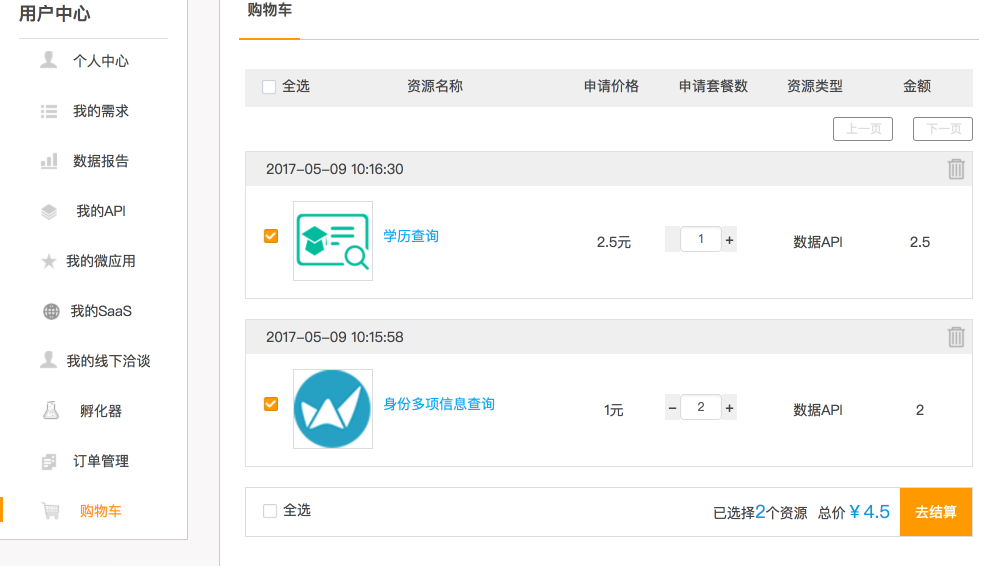 用户中心
个人中心
我的需求
数据报告
我的API
我的微应用
我的SaaS
我的线下洽谈
孵化器
订单管理
购物车
购物车
全选 资源名称 申请价格 申请套餐数 资源类型 金额
上一页 下一页
2017-05-09 10:16:30
学历查询 2.5元 1 + 数据API 2.5
2017-05-09 10:15:58
身份多项信息查询 1元 - 2 + 数据API 2
全选 已选择2个资源 总价 ¥ 4.5 去结算